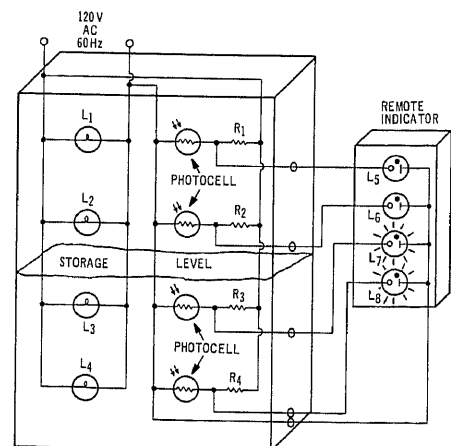 120 V
AC
60Hz
REMOTE
INDICATOR
L1
R1
PHOTOCELL
L5
L2
R2
L6
STORAGE LEVEL
L7
L3
R3
L8
PHOTOCELL
L4
R4